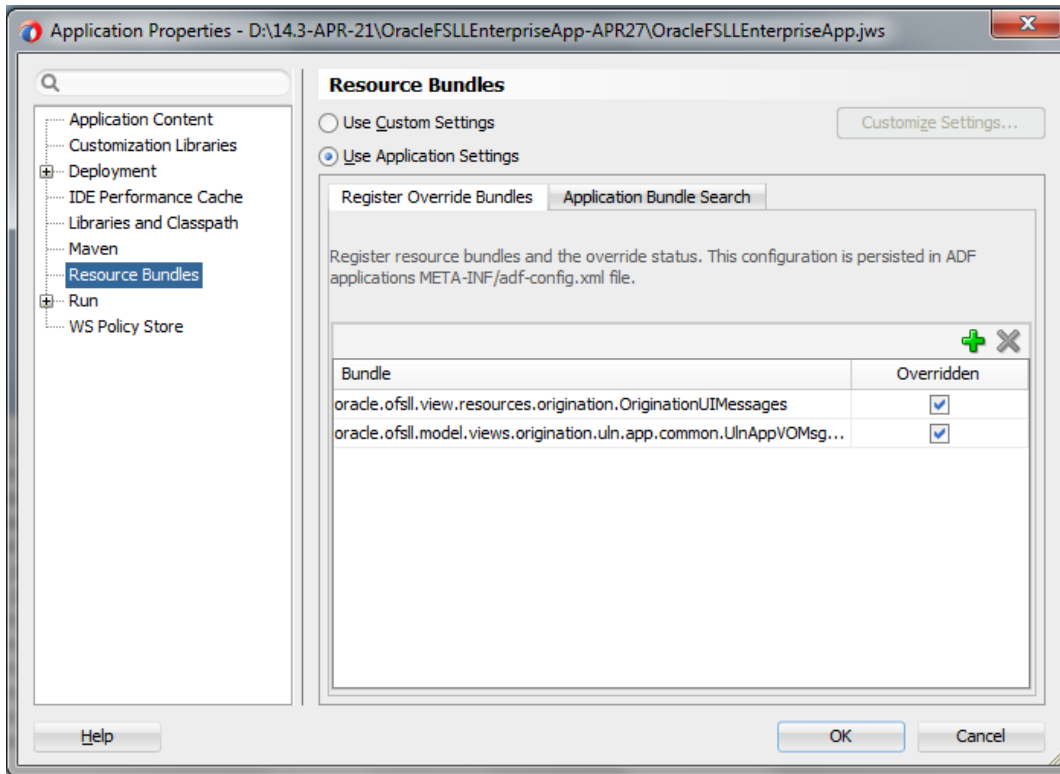 Application Properties - D:\14.3-APR-21\OracleFSLLEnterpriseApp-APR27\OracleFSLLEnterpriseApp.jws
Application Content
Customization Libraries
Deployment
IDE Performance Cache
Libraries and Classpath
Maven
Resource Bundles
Run
WS Policy Store
Resource Bundles
Use Custom Settings
Customize Settings...
Use Application Settings
Register Override Bundles
Application Bundle Search
Register resource bundles and the override status. This configuration is persisted in ADF
applications META-INF/adf-config.xml file.
Bundle
Overridden
oracle.ofsll.view.resources.origination.OriginationUIMessages
oracle.ofsll.model.views.origination.uln.app.common.UlnAppVOMsg...
Help
OK
Cancel